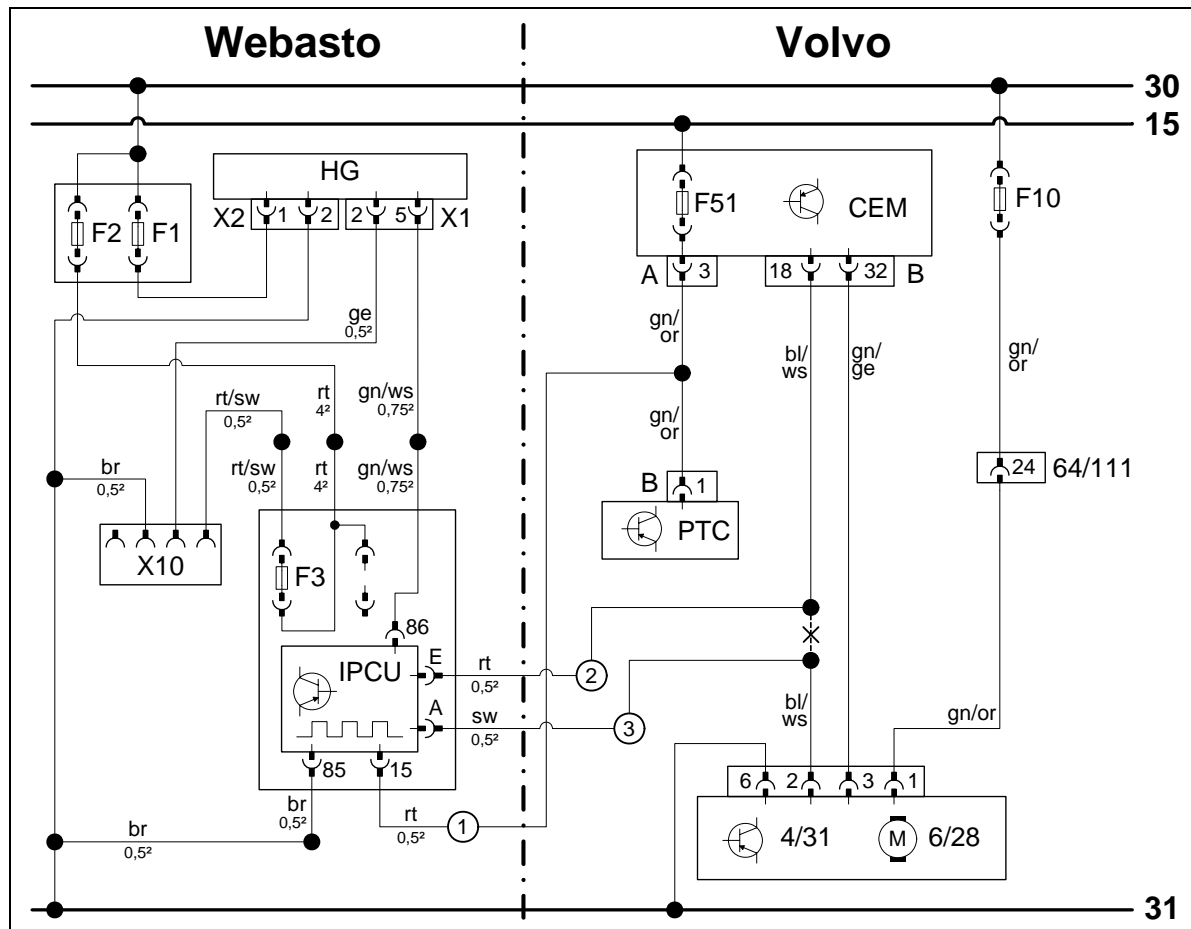 Webasto
Volvo
30
15
HG
X2 1 2 2 5 X1
F2 F1
F51
CEM
F10
A 3
18 32 B
ge
0,5²
gn/
or
bl/
ws
gn/
ge
gn/
or
rt/sw
0,5²
rt
4²
gn/ws
0,75²
gn/
or
br
0,5²
rt/sw
0,5²
rt
4²
gn/ws
0,75²
B 1
24 64/111
X10
PTC
F3
86
IPCU
E
rt
0,5²
2
A
sw
0,5²
3
bl/
ws
gn/or
85 15
6 2 3 1
br
0,5²
rt
0,5²
1
br
0,5²
4/31
M
6/28
31